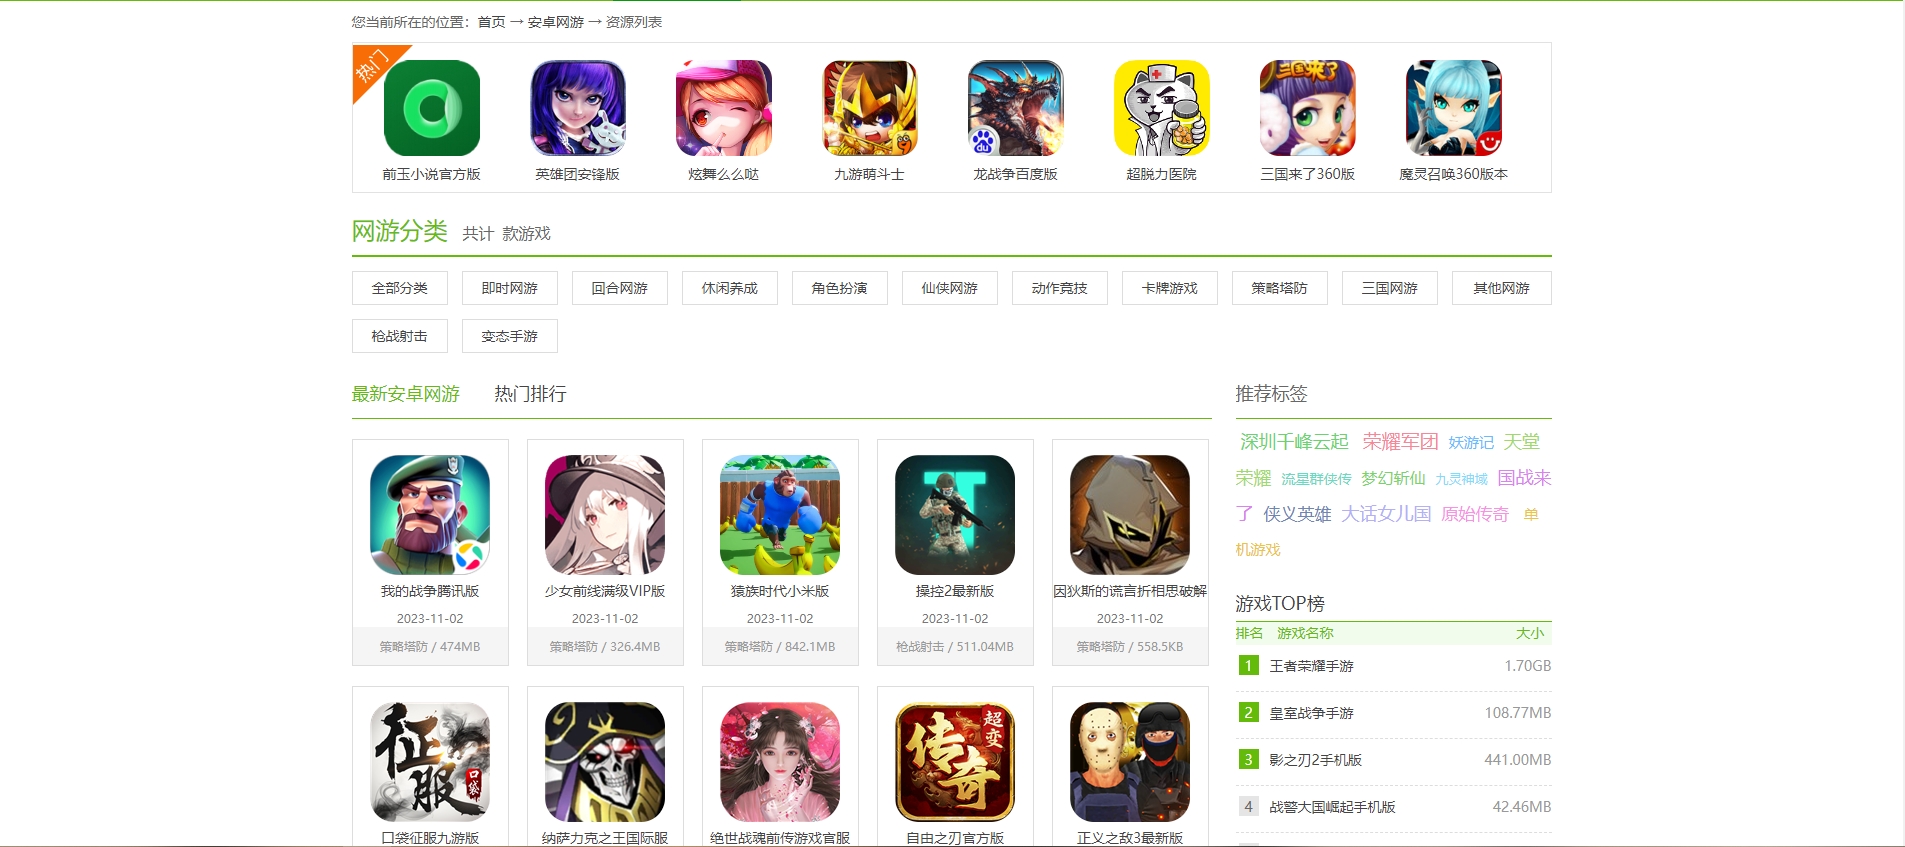 您当前所在的位置：首页 → 安卓网游 → 资源列表
热门
三国来了
du
前玉小说官方版 英雄团安锋版 炫舞么么哒 九游萌斗士 龙战争百度版 超脱力医院 三国来了360版 魔灵召唤360版本
网游分类 共计 款游戏
全部分类 即时网游 回合网游 休闲养成 角色扮演 仙侠网游 动作竞技 卡牌游戏 策略塔防 三国网游 其他网游
枪战射击 变态手游
最新安卓网游 热门排行
我的战争腾讯版 少女前线满级VIP版 猿族时代小米版 操控2最新版 因狄斯的谎言折相思破解
2023-11-02 2023-11-02 2023-11-02 2023-11-02 2023-11-02
策略塔防 / 474MB 策略塔防 / 326.4MB 策略塔防 / 842.1MB 枪战射击 / 511.04MB 策略塔防 / 558.5KB
征服
口袋
超变
传奇
口袋征服九游版 纳萨力克之王国际服 绝世战魂前传游戏官服 自由之刃官方版 正义之敌3最新版
推荐标签
深圳千峰云起 荣耀军团 妖游记 天堂
荣耀 流星群侠传 梦幻斩仙 九灵神域 国战来
了 侠义英雄 大话女儿国 原始传奇 单
机游戏
游戏TOP榜
排名 游戏名称 大小
1 王者荣耀手游 1.70GB
2 皇室战争手游 108.77MB
3 影之刃2手机版 441.00MB
4 战警大国崛起手机版 42.46MB